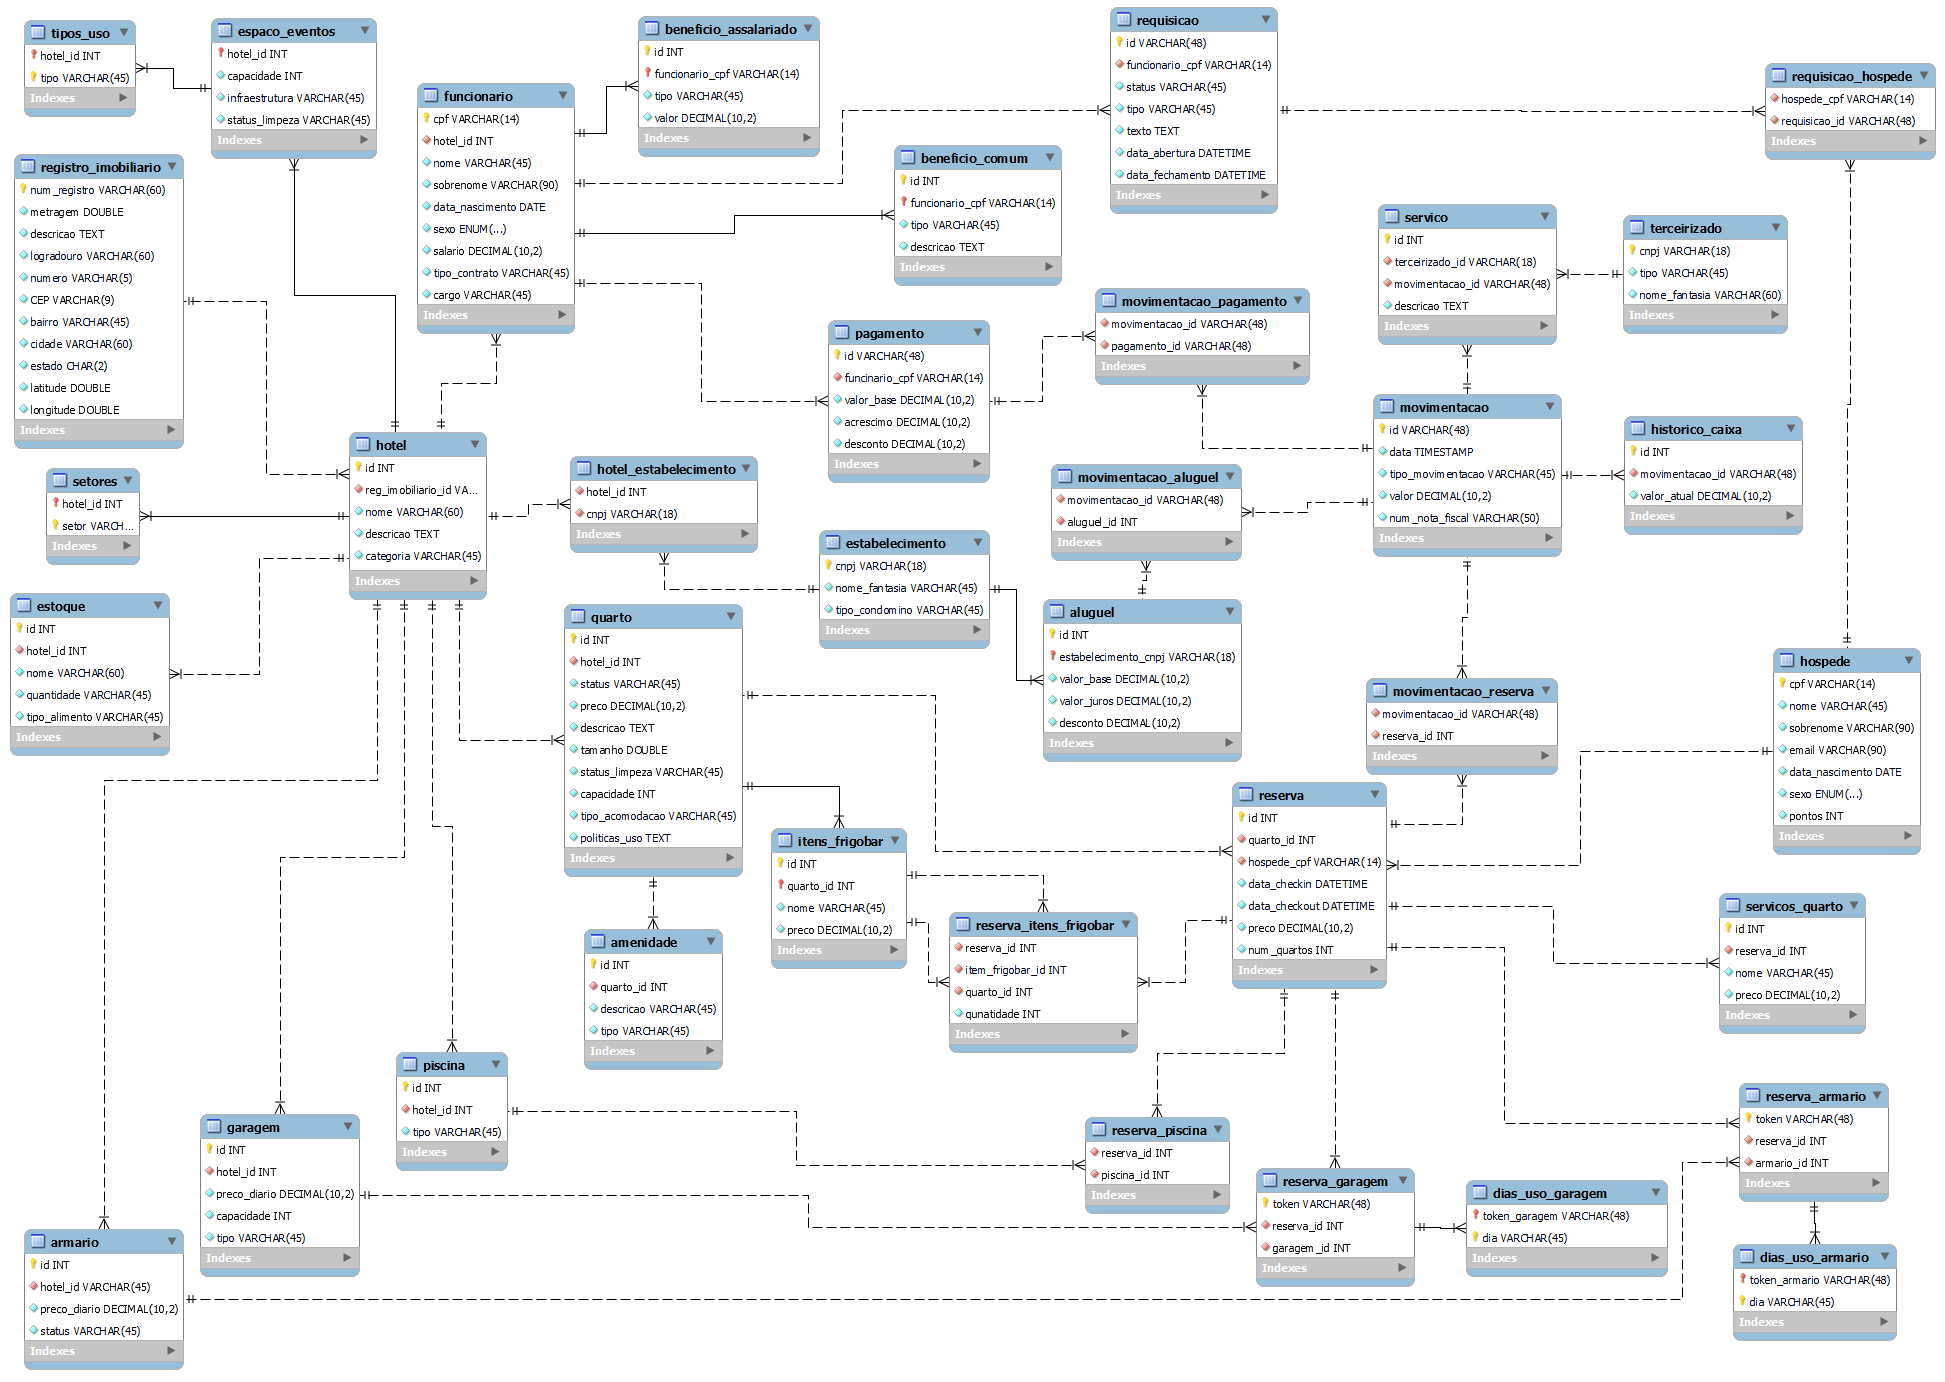 tipos_uso
hotel_id INT
tipo VARCHAR(45)
Indexes
espaco_eventos
hotel_id INT
capacidade INT
infraestrutura VARCHAR(45)
status_limpeza VARCHAR(45)
Indexes
beneficio_assalariado
id INT
funcionario_cpf VARCHAR(14)
tipo VARCHAR(45)
valor DECIMAL(10,2)
Indexes
requisicao
id VARCHAR(48)
funcionario_cpf VARCHAR(14)
status VARCHAR(45)
tipo VARCHAR(45)
texto TEXT
data_abertura DATETIME
data_fechamento DATETIME
Indexes
requisicao_hospede
hospede_cpf VARCHAR(14)
requisicao_id VARCHAR(48)
Indexes
funcionario
cpf VARCHAR(14)
hotel_id INT
nome VARCHAR(45)
sobrenome VARCHAR(90)
data_nascimento DATE
sexo ENUM(...)
salario DECIMAL(10,2)
tipo_contrato VARCHAR(45)
cargo VARCHAR(45)
Indexes
beneficio_comum
id INT
funcionario_cpf VARCHAR(14)
tipo VARCHAR(45)
descricao TEXT
Indexes
registro_imobiliario
num_registro VARCHAR(60)
metragem DOUBLE
descricao TEXT
logradouro VARCHAR(60)
numero VARCHAR(5)
CEP VARCHAR(9)
bairro VARCHAR(45)
cidade VARCHAR(60)
estado CHAR(2)
latitude DOUBLE
longitude DOUBLE
Indexes
servico
id INT
terceirizado_id VARCHAR(18)
movimentacao_id VARCHAR(48)
descricao TEXT
Indexes
terceirizado
cnpj VARCHAR(18)
tipo VARCHAR(45)
nome_fantasia VARCHAR(60)
Indexes
movimentacao_pagamento
movimentacao_id VARCHAR(48)
pagamento_id VARCHAR(48)
Indexes
pagamento
id VARCHAR(48)
funcinario_cpf VARCHAR(14)
valor_base DECIMAL(10,2)
acrescimo DECIMAL(10,2)
desconto DECIMAL(10,2)
Indexes
movimentacao
id VARCHAR(48)
data TIMESTAMP
tipo_movimentacao VARCHAR(45)
valor DECIMAL(10,2)
num_nota_fiscal VARCHAR(50)
Indexes
historico_caixa
id INT
movimentacao_id VARCHAR(48)
valor_atual DECIMAL(10,2)
Indexes
hotel
id INT
reg_imobiliario_id VA...
nome VARCHAR(60)
descricao TEXT
categoria VARCHAR(45)
Indexes
setores
hotel_id INT
setor VARCH...
Indexes
hotel_estabelecimento
hotel_id INT
cnpj VARCHAR(18)
Indexes
movimentacao_aluguel
movimentacao_id VARCHAR(48)
aluguel_id INT
Indexes
estabelecimento
cnpj VARCHAR(18)
nome_fantasia VARCHAR(45)
tipo_condomino VARCHAR(45)
Indexes
estoque
id INT
hotel_id INT
nome VARCHAR(60)
quantidade VARCHAR(45)
tipo_alimento VARCHAR(45)
Indexes
quarto
id INT
hotel_id INT
status VARCHAR(45)
preco DECIMAL(10,2)
descricao TEXT
tamanho DOUBLE
status_limpeza VARCHAR(45)
capacidade INT
tipo_acomodacao VARCHAR(45)
politicas_uso TEXT
Indexes
aluguel
id INT
estabelecimento_cnpj VARCHAR(18)
valor_base DECIMAL(10,2)
valor_juros DECIMAL(10,2)
desconto DECIMAL(10,2)
Indexes
movimentacao_reserva
movimentacao_id VARCHAR(48)
reserva_id INT
Indexes
hospede
cpf VARCHAR(14)
nome VARCHAR(45)
sobrenome VARCHAR(90)
email VARCHAR(90)
data_nascimento DATE
sexo ENUM(...)
pontos INT
Indexes
reserva
id INT
quarto_id INT
hospede_cpf VARCHAR(14)
data_checkin DATETIME
data_checkout DATETIME
preco DECIMAL(10,2)
num_quartos INT
Indexes
itens_frigobar
id INT
quarto_id INT
nome VARCHAR(45)
preco DECIMAL(10,2)
Indexes
servicos_quarto
id INT
reserva_id INT
nome VARCHAR(45)
preco DECIMAL(10,2)
Indexes
reserva_itens_frigobar
reserva_id INT
item_frigobar_id INT
quarto_id INT
qunatidade INT
Indexes
amenidade
id INT
quarto_id INT
descricao VARCHAR(45)
tipo VARCHAR(45)
Indexes
piscina
id INT
hotel_id INT
tipo VARCHAR(45)
Indexes
garagem
id INT
hotel_id INT
preco_diario DECIMAL(10,2)
capacidade INT
tipo VARCHAR(45)
Indexes
reserva_piscina
reserva_id INT
piscina_id INT
Indexes
reserva_armario
token VARCHAR(48)
reserva_id INT
armario_id INT
Indexes
reserva_garagem
token VARCHAR(48)
reserva_id INT
garagem_id INT
Indexes
dias_uso_garagem
token_garagem VARCHAR(48)
dia VARCHAR(45)
Indexes
armario
id INT
hotel_id VARCHAR(45)
preco_diario DECIMAL(10,2)
status VARCHAR(45)
Indexes
dias_uso_armario
token_armario VARCHAR(48)
dia VARCHAR(45)
Indexes